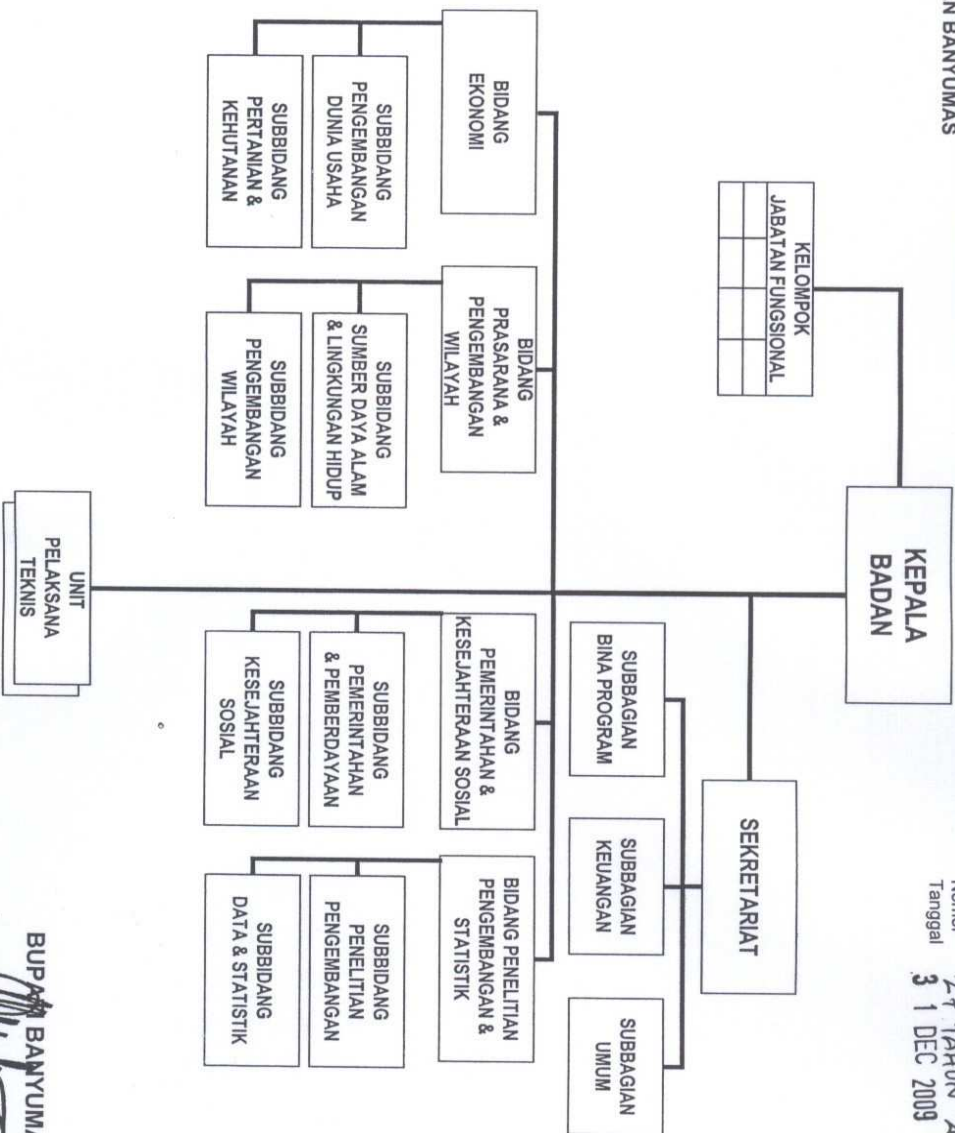 N BANYUMAS
Tanggal 3 1 DEC 2009
KEPALA
BADAN
KELOMPOK
JABATAN FUNGSIONAL
SEKRETARIAT
SUBBAGIAN
BINA PROGRAM
SUBBAGIAN
KEUANGAN
SUBBAGIAN
UMUM
BIDANG
EKONOMI
SUBBIDANG
PENGEMBANGAN
DUNIA USAHA
SUBBIDANG
PERTANIAN &
KEHUTANAN
BIDANG
PRASARANA &
PENGEMBANGAN
WILAYAH
SUBBIDANG
SUMBER DAYA ALAM
& LINGKUNGAN HIDUP
SUBBIDANG
PENGEMBANGAN
WILAYAH
BIDANG
PEMERINTAHAN &
KESEJAHTERAAN SOSIAL
SUBBIDANG
PEMERINTAHAN
& PEMBERDAYAAN
SUBBIDANG
KESEJAHTERAAN
SOSIAL
BIDANG PENELITIAN
PENGEMBANGAN &
STATISTIK
SUBBIDANG
PENELITIAN
PENGEMBANGAN
SUBBIDANG
DATA & STATISTIK
UNIT
PELAKSANA
TEKNIS
BUPATI BANYUMA